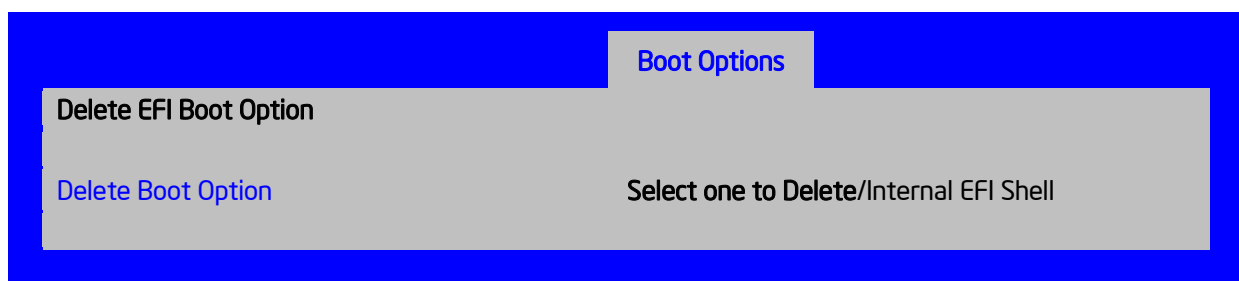 Boot Options
Delete EFI Boot Option
Delete Boot Option Select one to Delete/Internal EFI Shell